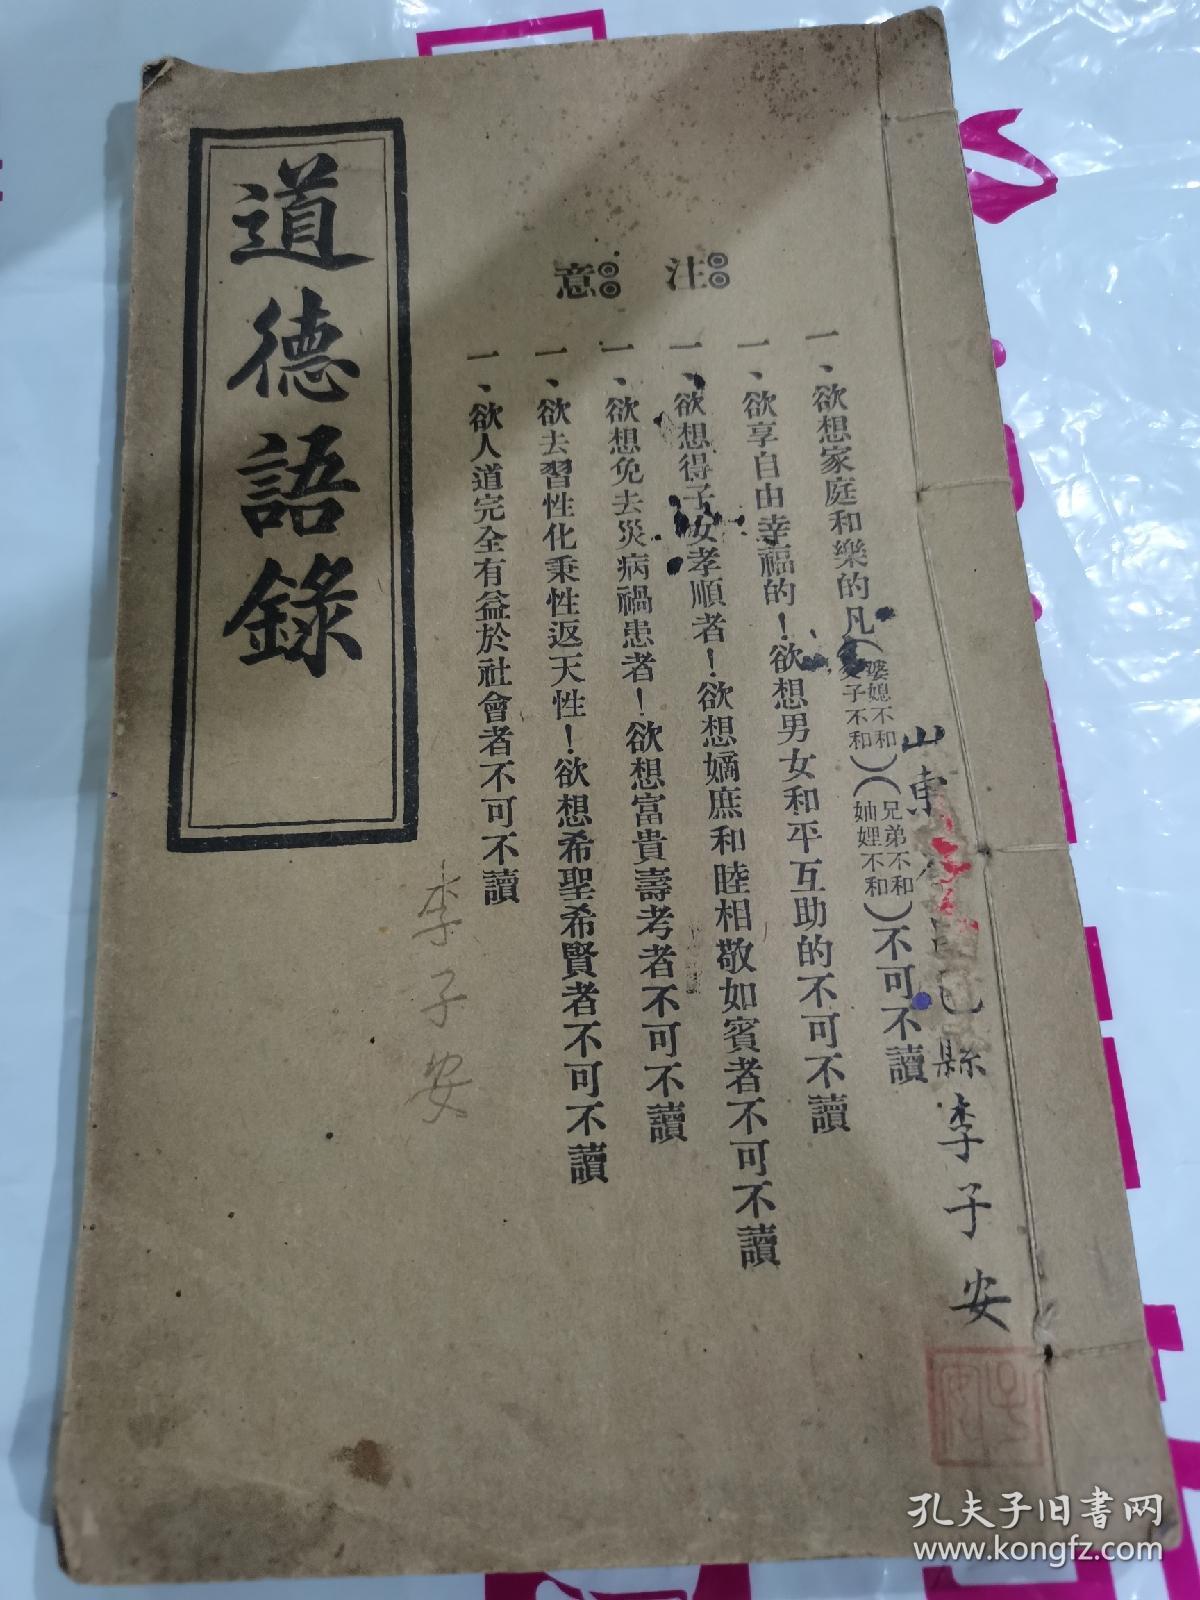 山東昌邑縣李子安
注意
一、欲想家庭和樂的凡(婆媳不和父子不和)(兄弟不和妯娌不和)不可不讀
一、欲享自由幸福的!欲想男女和平互助的不可不讀
一、欲想得子女孝順者!欲想嫡庶和睦相敬如賓者不可不讀
一、欲想免去災病禍患者!欲想富貴壽考者不可不讀
一、欲去習性化秉性返天性!欲想希聖希賢者不可不讀
一、欲人道完全有益於社會者不可不讀
李子安
道德語錄
孔夫子旧书网
www.kongfz.com